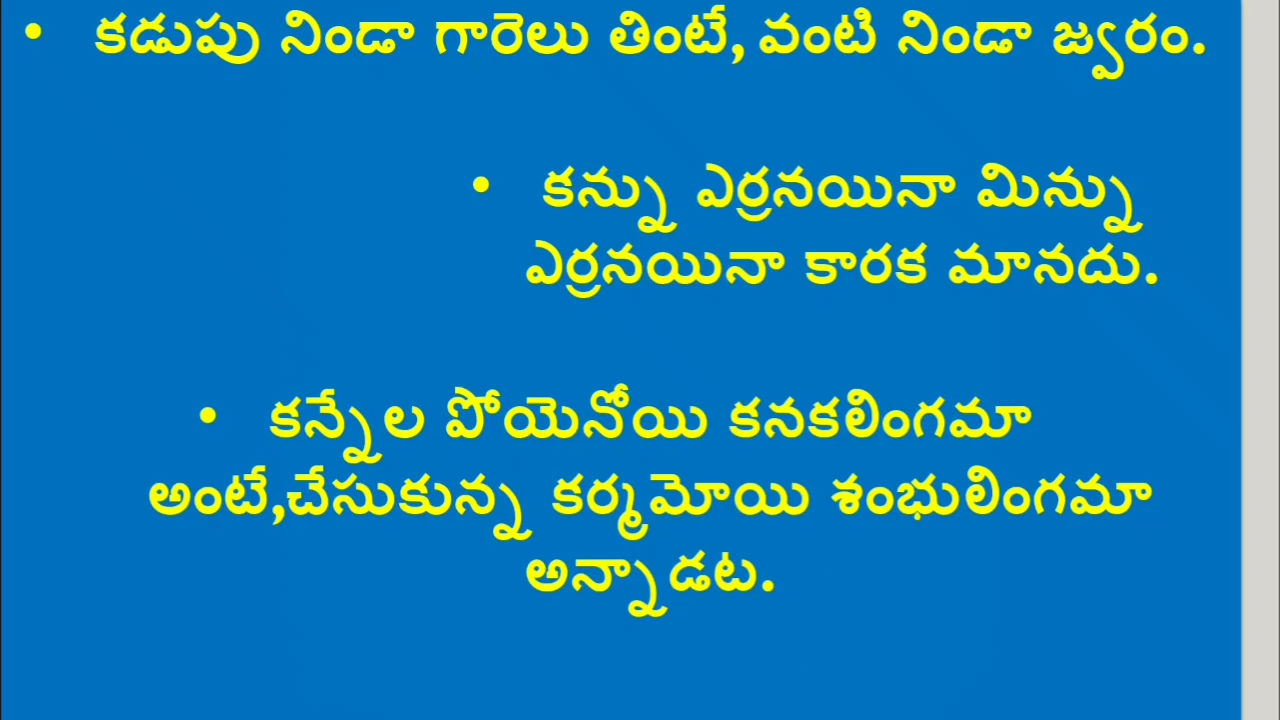 • కడుపు నిండా గారెలు తింటే, వంటి నిండా జ్వరం.
• కన్ను ఎర్రనయినా మిన్ను
ఎర్రనయినా కారక మానదు.
• కన్నేల పోయెనోయి కనకలింగమా
అంటే,చేసుకున్న కర్మమోయి శంభులింగమా
అన్నాడట.